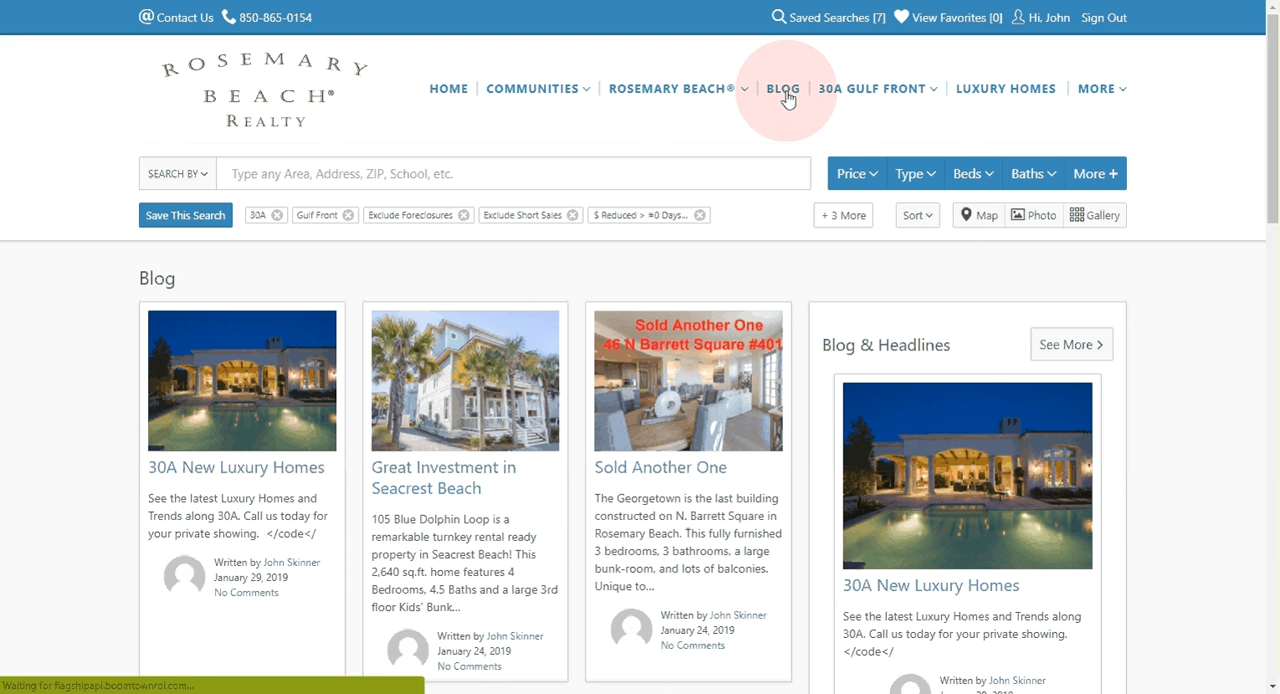 Contact Us 850-865-0154
Saved Searches [7] View Favorites [0] Hi, John Sign Out
ROSEMARY
BEACH®
REALTY
HOME COMMUNITIES ROSEMARY BEACH® BLOG 30A GULF FRONT LUXURY HOMES MORE
SEARCH BY Type any Area, Address, ZIP, School, etc. Price Type Beds Baths More +
Save This Search 30A Gulf Front Exclude Foreclosures Exclude Short Sales $ Reduced > =0 Days... + 3 More Sort Map Photo Gallery
Blog
30A New Luxury Homes
See the latest Luxury Homes and
Trends along 30A. Call us today for
your private showing. </code</
Written by John Skinner
January 29, 2019
No Comments
Great Investment in
Seacrest Beach
105 Blue Dolphin Loop is a
remarkable turnkey rental ready
property in Seacrest Beach! This
2,640 sq.ft. home features 4
Bedrooms, 4.5 Baths and a large 3rd
floor Kids' Bunk...
Written by John Skinner
January 24, 2019
No Comments
Sold Another One
46 N Barrett Square #401
Sold Another One
The Georgetown is the last building
constructed on N. Barrett Square in
Rosemary Beach. This fully furnished
3 bedrooms, 3 bathrooms, a large
bunk-room, and lots of balconies.
Unique to...
Written by John Skinner
January 24, 2019
No Comments
Blog & Headlines See More
30A New Luxury Homes
See the latest Luxury Homes and Trends along
30A. Call us today for your private showing.
</code</
Written by John Skinner
Waiting for flagshipapi.boomtownroi.com...